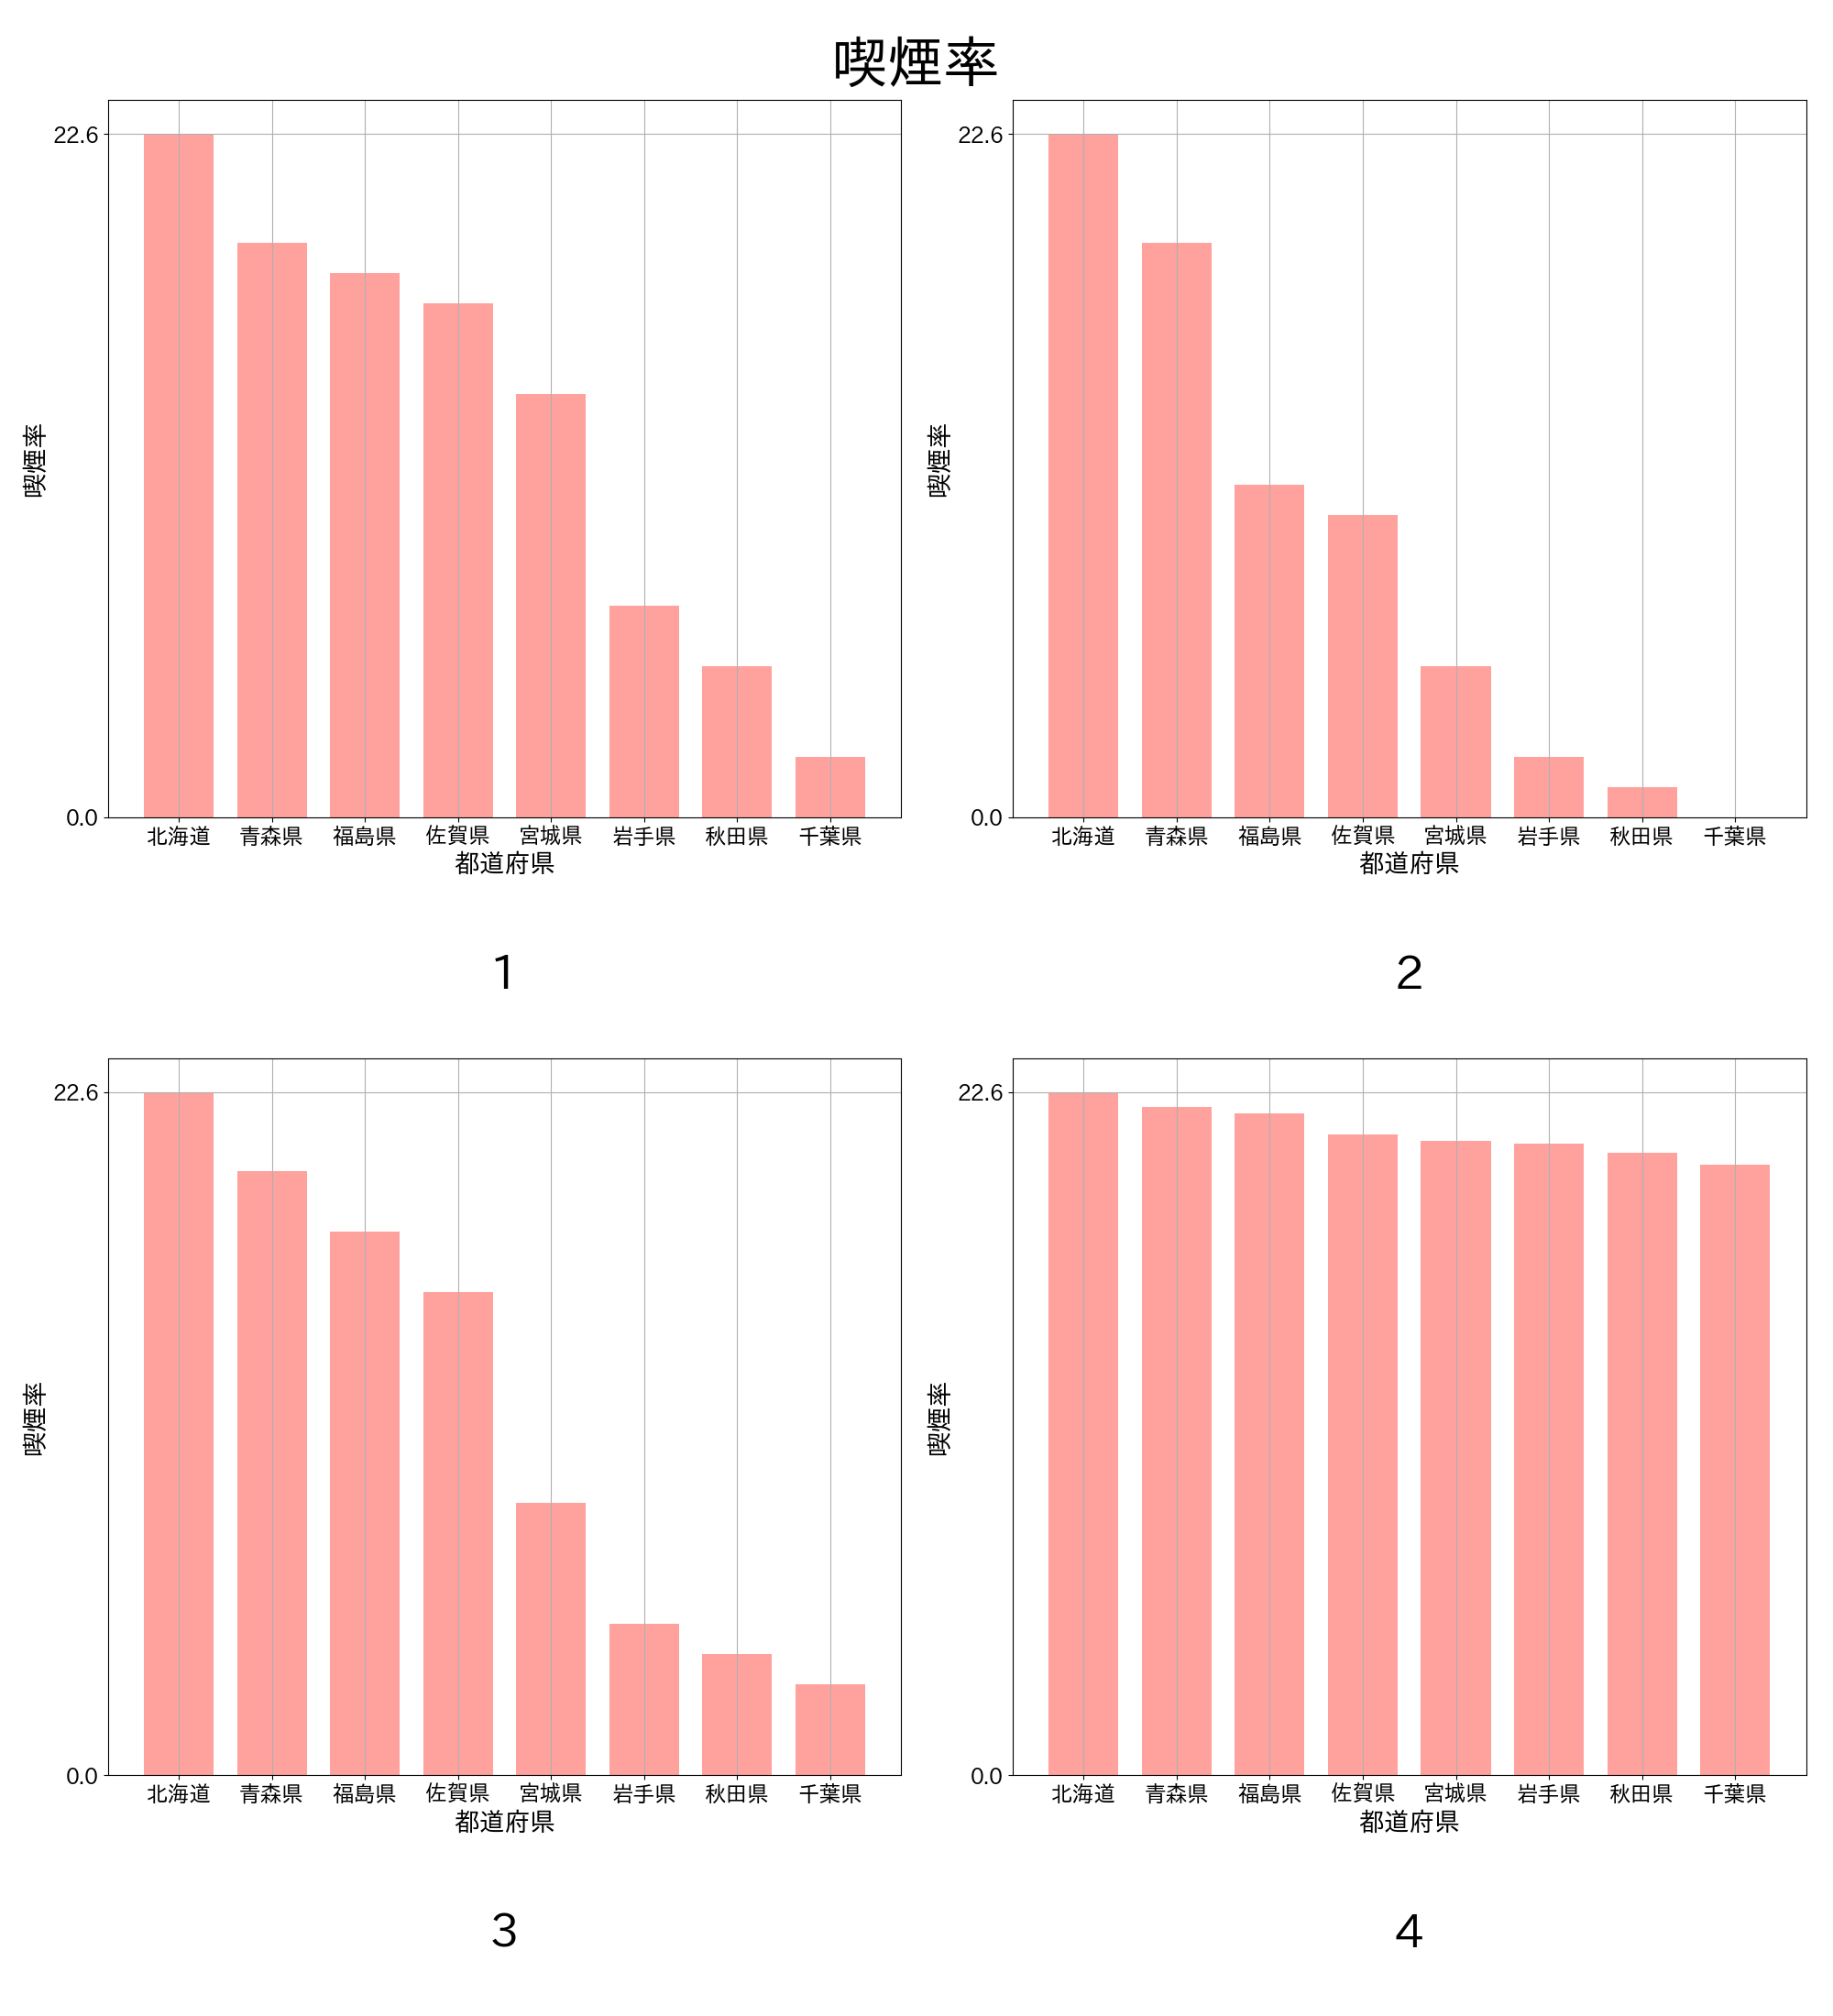 喫煙率
22.6
喫煙率
0.0
北海道 青森県 福島県 佐賀県 宮城県 岩手県 秋田県 千葉県
都道府県
1
22.6
喫煙率
0.0
北海道 青森県 福島県 佐賀県 宮城県 岩手県 秋田県 千葉県
都道府県
2
22.6
喫煙率
0.0
北海道 青森県 福島県 佐賀県 宮城県 岩手県 秋田県 千葉県
都道府県
3
22.6
喫煙率
0.0
北海道 青森県 福島県 佐賀県 宮城県 岩手県 秋田県 千葉県
都道府県
4